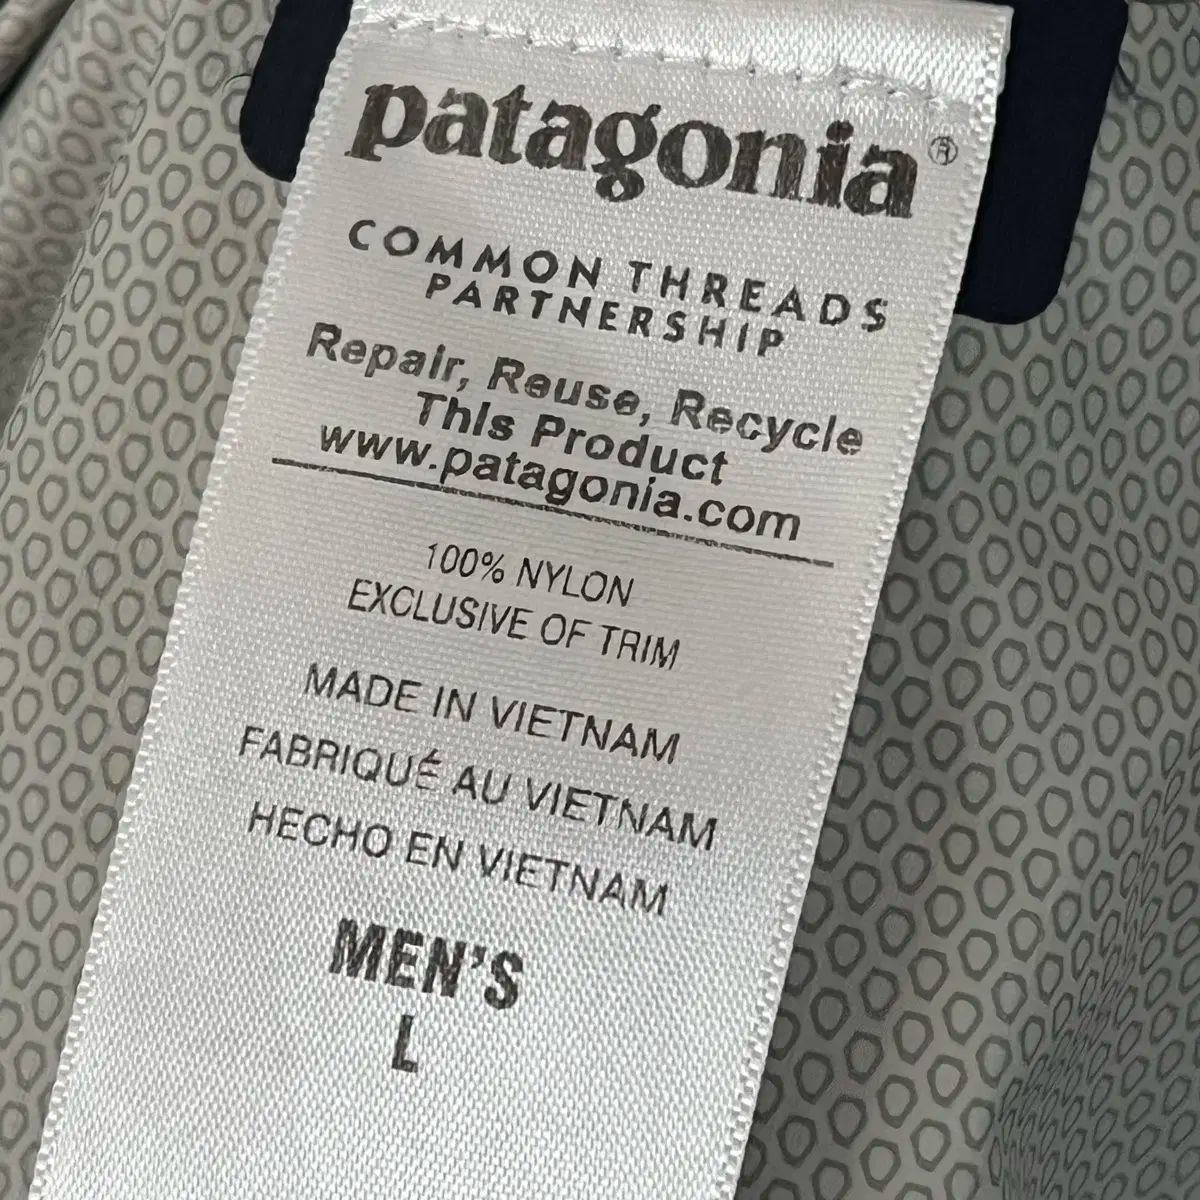 patagonia®
COMMON THREADS
PARTNERSHIP
Repair, Reuse, Recycle
This Product
www.patagonia.com
100% NYLON
EXCLUSIVE OF TRIM
MADE IN VIETNAM
FABRIQUÉ AU VIETNAM
HECHO EN VIETNAM
MEN'S
L